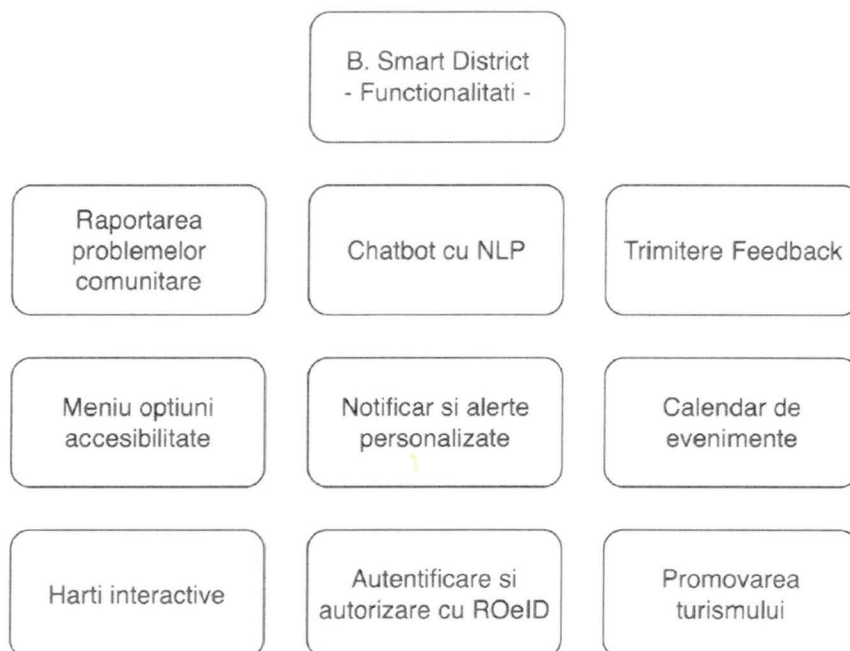 B. Smart District
- Functionalitati -
Raportarea
problemelor
comunitare
Chatbot cu NLP
Trimitere Feedback
Meniu optiuni
accesibilitate
Notificar si alerte
personalizate
Calendar de
evenimente
Harti interactive
Autentificare si
autorizare cu ROeID
Promovarea
turismului